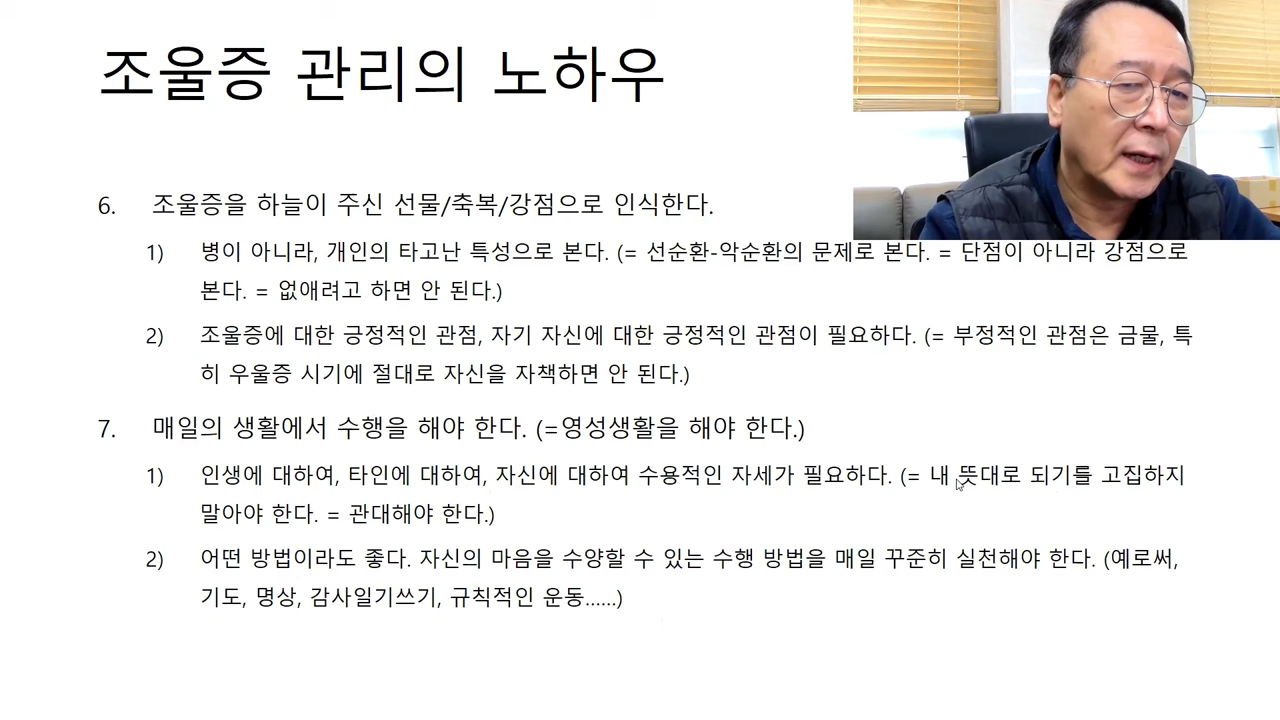 조울증 관리의 노하우
6. 조울증을 하늘이 주신 선물/축복/강점으로 인식한다.
1) 병이 아니라, 개인의 타고난 특성으로 본다. (= 선순환-악순환의 문제로 본다. = 단점이 아니라 강점으로
본다. = 없애려고 하면 안 된다.)
2) 조울증에 대한 긍정적인 관점, 자기 자신에 대한 긍정적인 관점이 필요하다. (= 부정적인 관점은 금물, 특
히 우울증 시기에 절대로 자신을 자책하면 안 된다.)
7. 매일의 생활에서 수행을 해야 한다. (=영성생활을 해야 한다.)
1) 인생에 대하여, 타인에 대하여, 자신에 대하여 수용적인 자세가 필요하다. (= 내 뜻대로 되기를 고집하지
말아야 한다. = 관대해야 한다.)
2) 어떤 방법이라도 좋다. 자신의 마음을 수양할 수 있는 수행 방법을 매일 꾸준히 실천해야 한다. (예로써,
기도, 명상, 감사일기쓰기, 규칙적인 운동......)